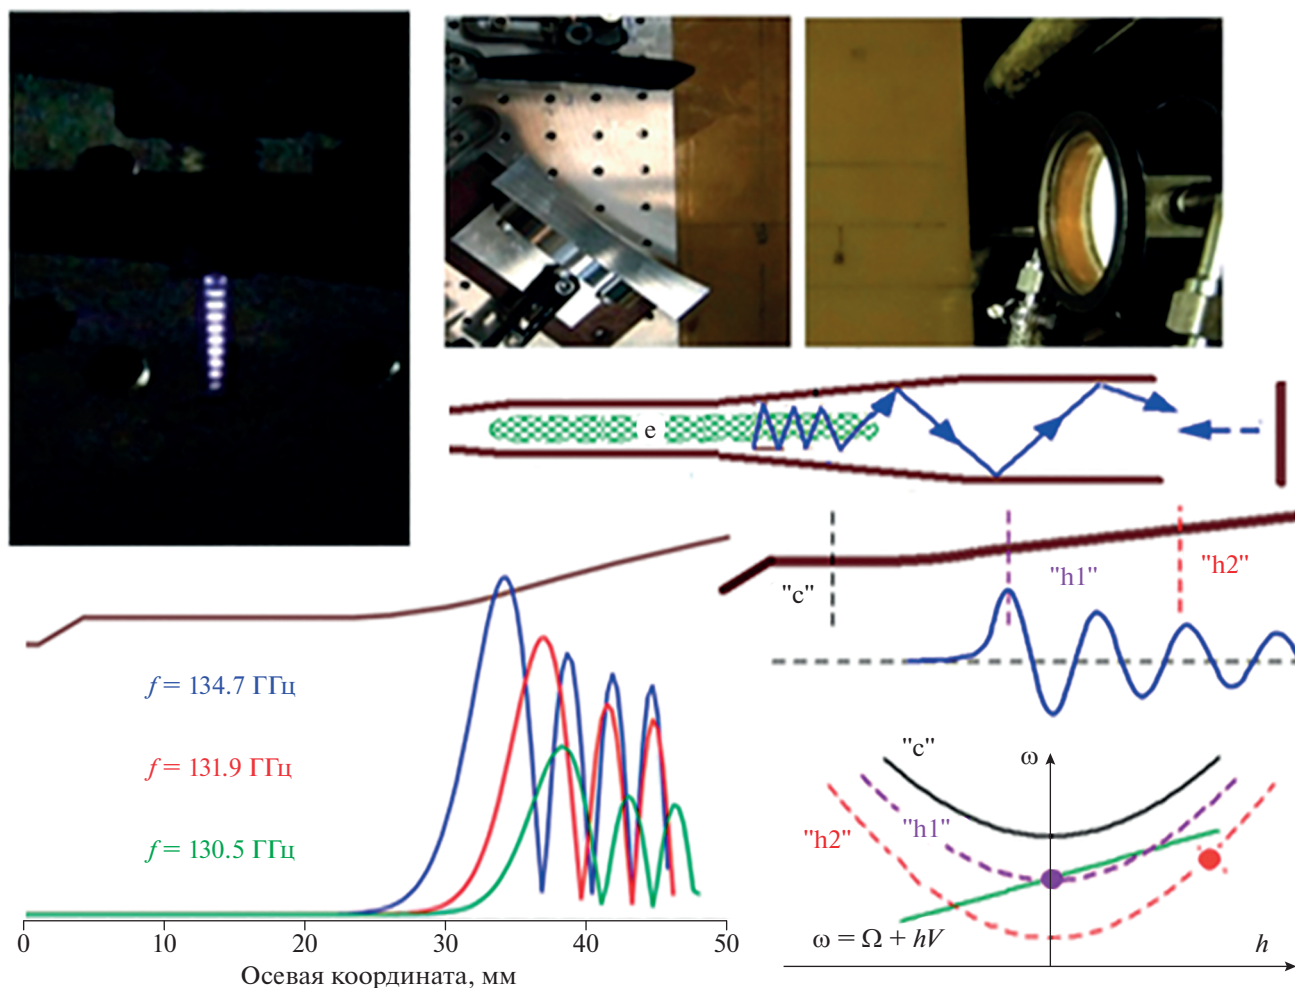 e
"c"
"h1"
"h2"
f = 134.7 ГГц
f = 131.9 ГГц
f = 130.5 ГГц
0 10 20 30 40 50
Осевая координата, мм
"c"
ω
"h1"
"h2"
ω = Ω + hV
h